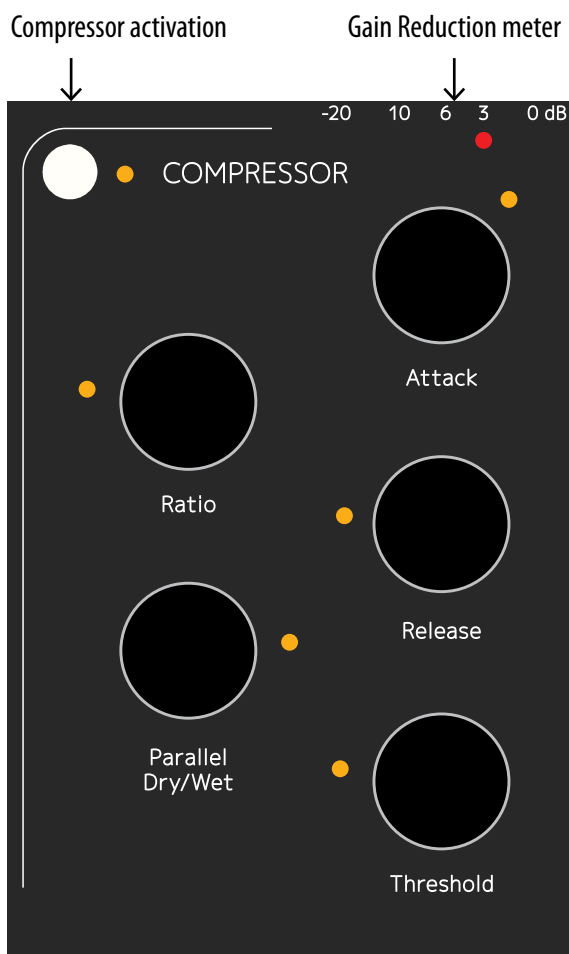 Compressor activation
Gain Reduction meter
-20 10 6 3 0 dB
COMPRESSOR
Attack
Ratio
Release
Parallel
Dry/Wet
Threshold